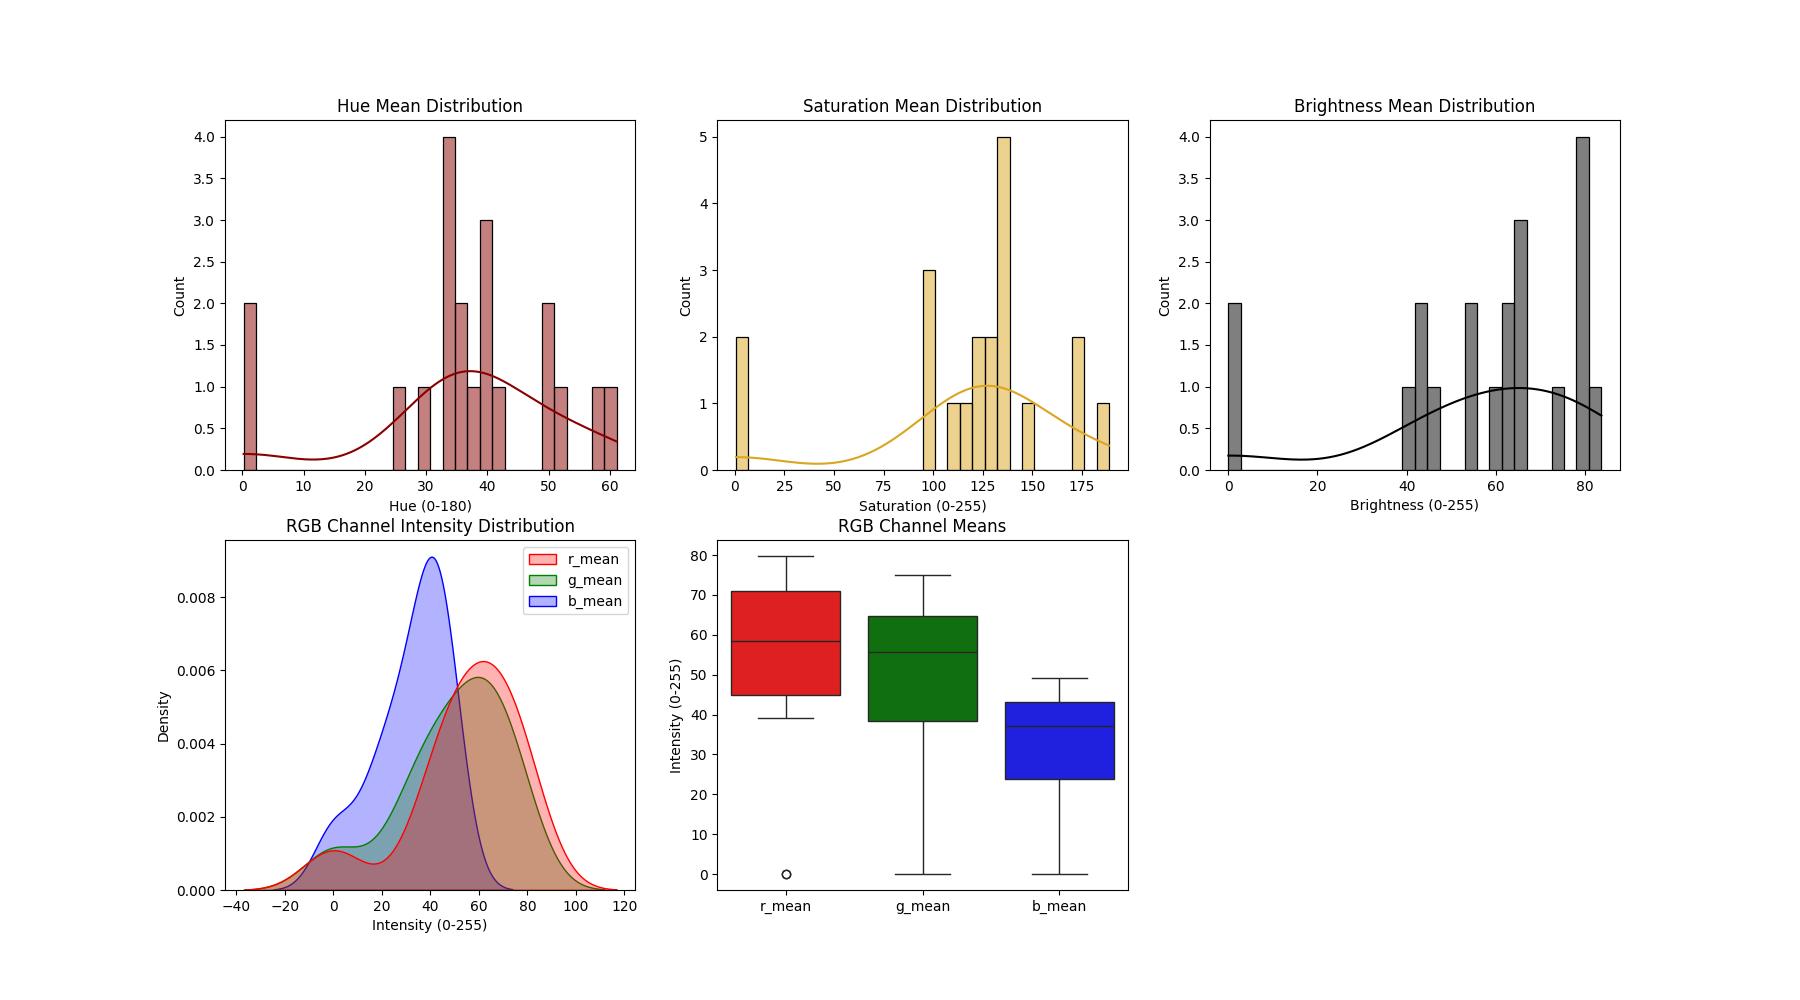 Hue Mean Distribution
Count
4.0
3.5
3.0
2.5
2.0
1.5
1.0
0.5
0.0
0 10 20 30 40 50 60
Hue (0-180)
Saturation Mean Distribution
Count
5
4
3
2
1
0
0 25 50 75 100 125 150 175
Saturation (0-255)
Brightness Mean Distribution
Count
4.0
3.5
3.0
2.5
2.0
1.5
1.0
0.5
0.0
0 20 40 60 80
Brightness (0-255)
RGB Channel Intensity Distribution
Density
0.008
0.006
0.004
0.002
0.000
r_mean
g_mean
b_mean
−40 −20 0 20 40 60 80 100 120
Intensity (0-255)
RGB Channel Means
Intensity (0-255)
80
70
60
50
40
30
20
10
0
r_mean g_mean b_mean